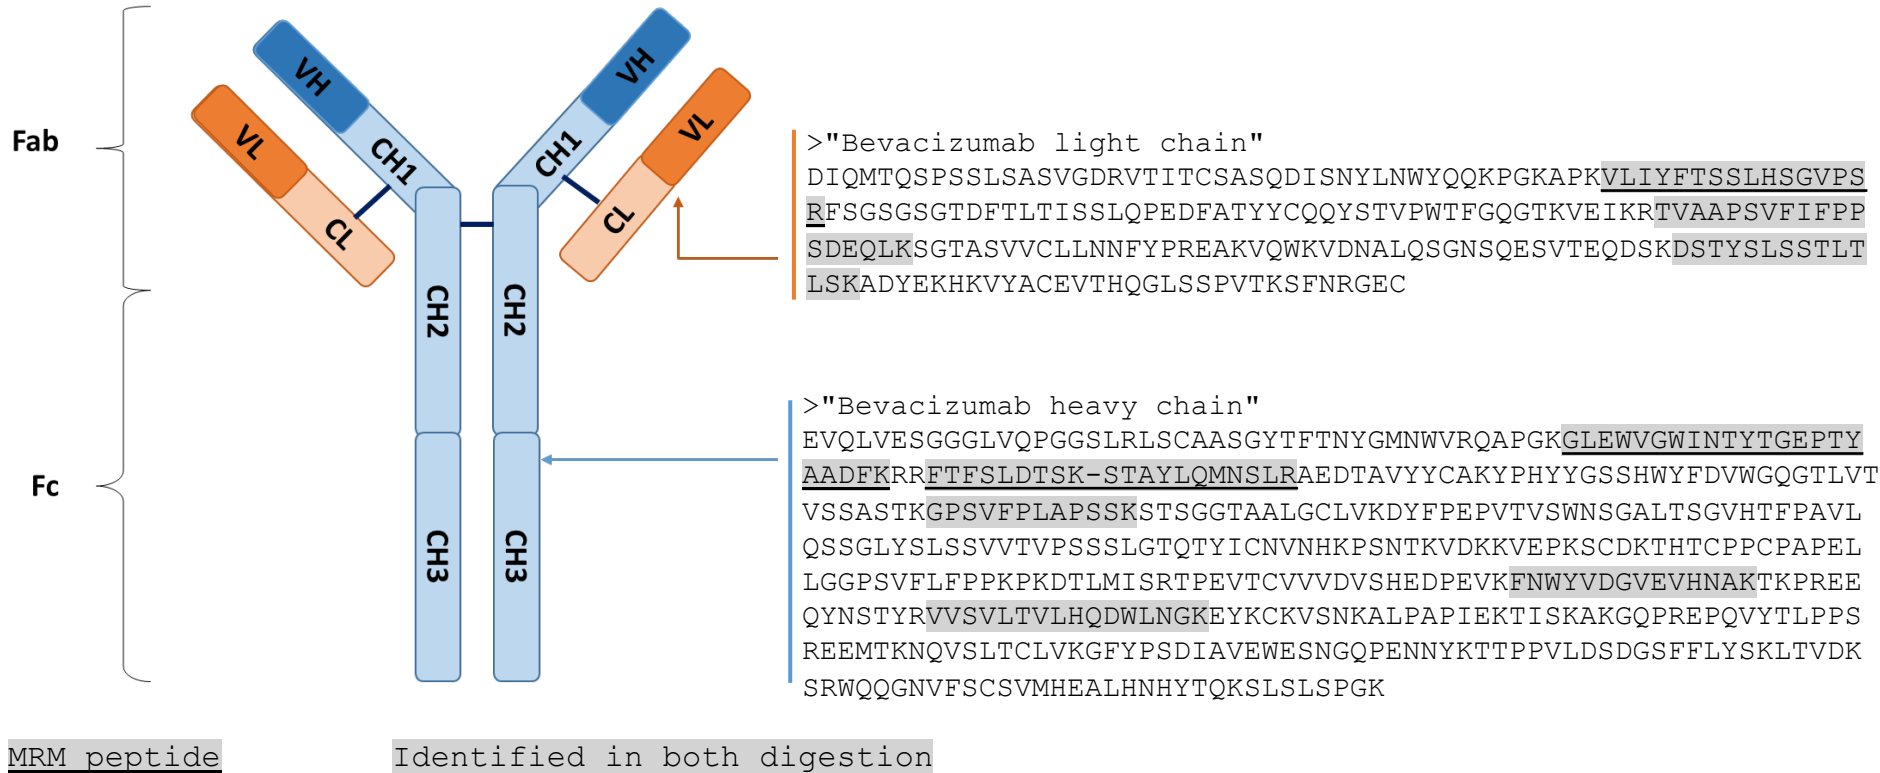 Fab
Fc
VH
VH
VL
VL
CH1
CH1
CL
CL
CH2
CH2
CH3
CH3
>"Bevacizumab light chain"
DIQMTQSPSSLSASVGDRVTITCSASQDISNYLNWYQQKPGKAPKVLIYFTSSLHSGVPS
RFSGSGSGTDFTLTISSLQPEDFATYYCQQYSTVPWTFGQGTKVEIKRTVAAPSVFIFPP
SDEQLKSGTASVVCLLNNFYPREAKVQWKVDNALQSGNSQESVTEQDSKDSTYSLSSTLT
LSKADYEKHKVYACEVTHQGLSSPVTKSFNRGEC
>"Bevacizumab heavy chain"
EVQLVESGGGLVQPGGSLRLSCAASGYTFTNYGMNWVRQAPGKGLEWVGWINTYTGEPTY
AADFKRRFTFSLDTSK-STAYLQMNSLRAEDTAVYYCAKYPHYYGSSHWYFDVWGQGTLVT
VSSASTKGPSVFPLAPSSKSTSGGTAALGCLVKDYFPEPVTVSWNSGALTSGVHTFPAVL
QSSGLYSLSSVVTVPSSSLGTQTYICNVNHKPSNTKVDKKVEPKSCDKTHTCPPCPAPEL
LGGPSVFLFPPKPKDTLMISRTPEVTCVVVDVSHEDPEVKFNWYVDGVEVHNAKTKPREE
QYNSTYRVVSVLTVLHQDWLNGKEYKCKVSNKALPAPIEKTISKAKGQPREPQVYTLPPS
REEMTKNQVSLTCLVKGFYPSDIAVEWESNGQPENNYKTTPPVLDSDGSFFLYSKLTVDK
SRWQQGNVFSCSVMHEALHNHYTQKSLSLSPGK
MRM peptide
Identified in both digestion